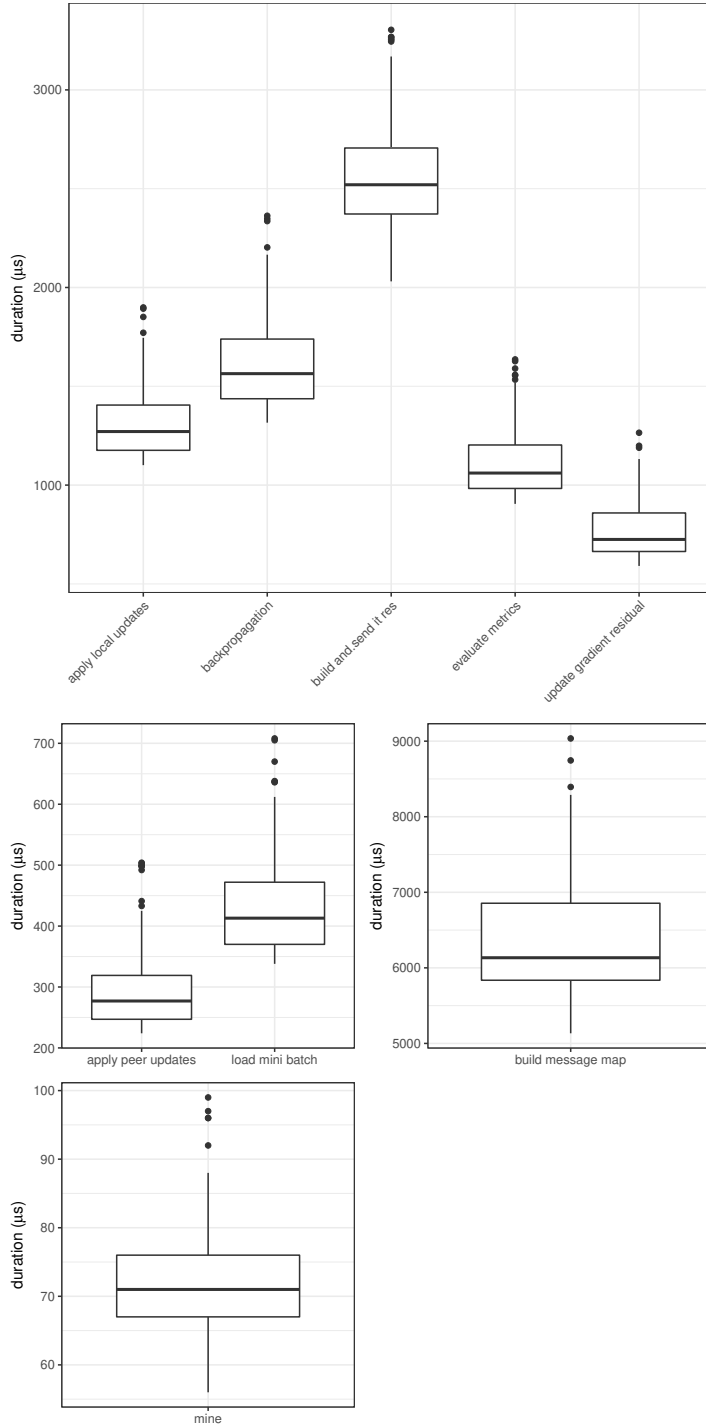 3000
2000
1000
duration (µs)
apply local updates
backpropagation
build and.send it res
evaluate metrics
update gradient residual
700
600
500
400
300
200
duration (µs)
apply peer updates
load mini batch
9000
8000
7000
6000
5000
duration (µs)
build message map
100
90
80
70
60
duration (µs)
mine